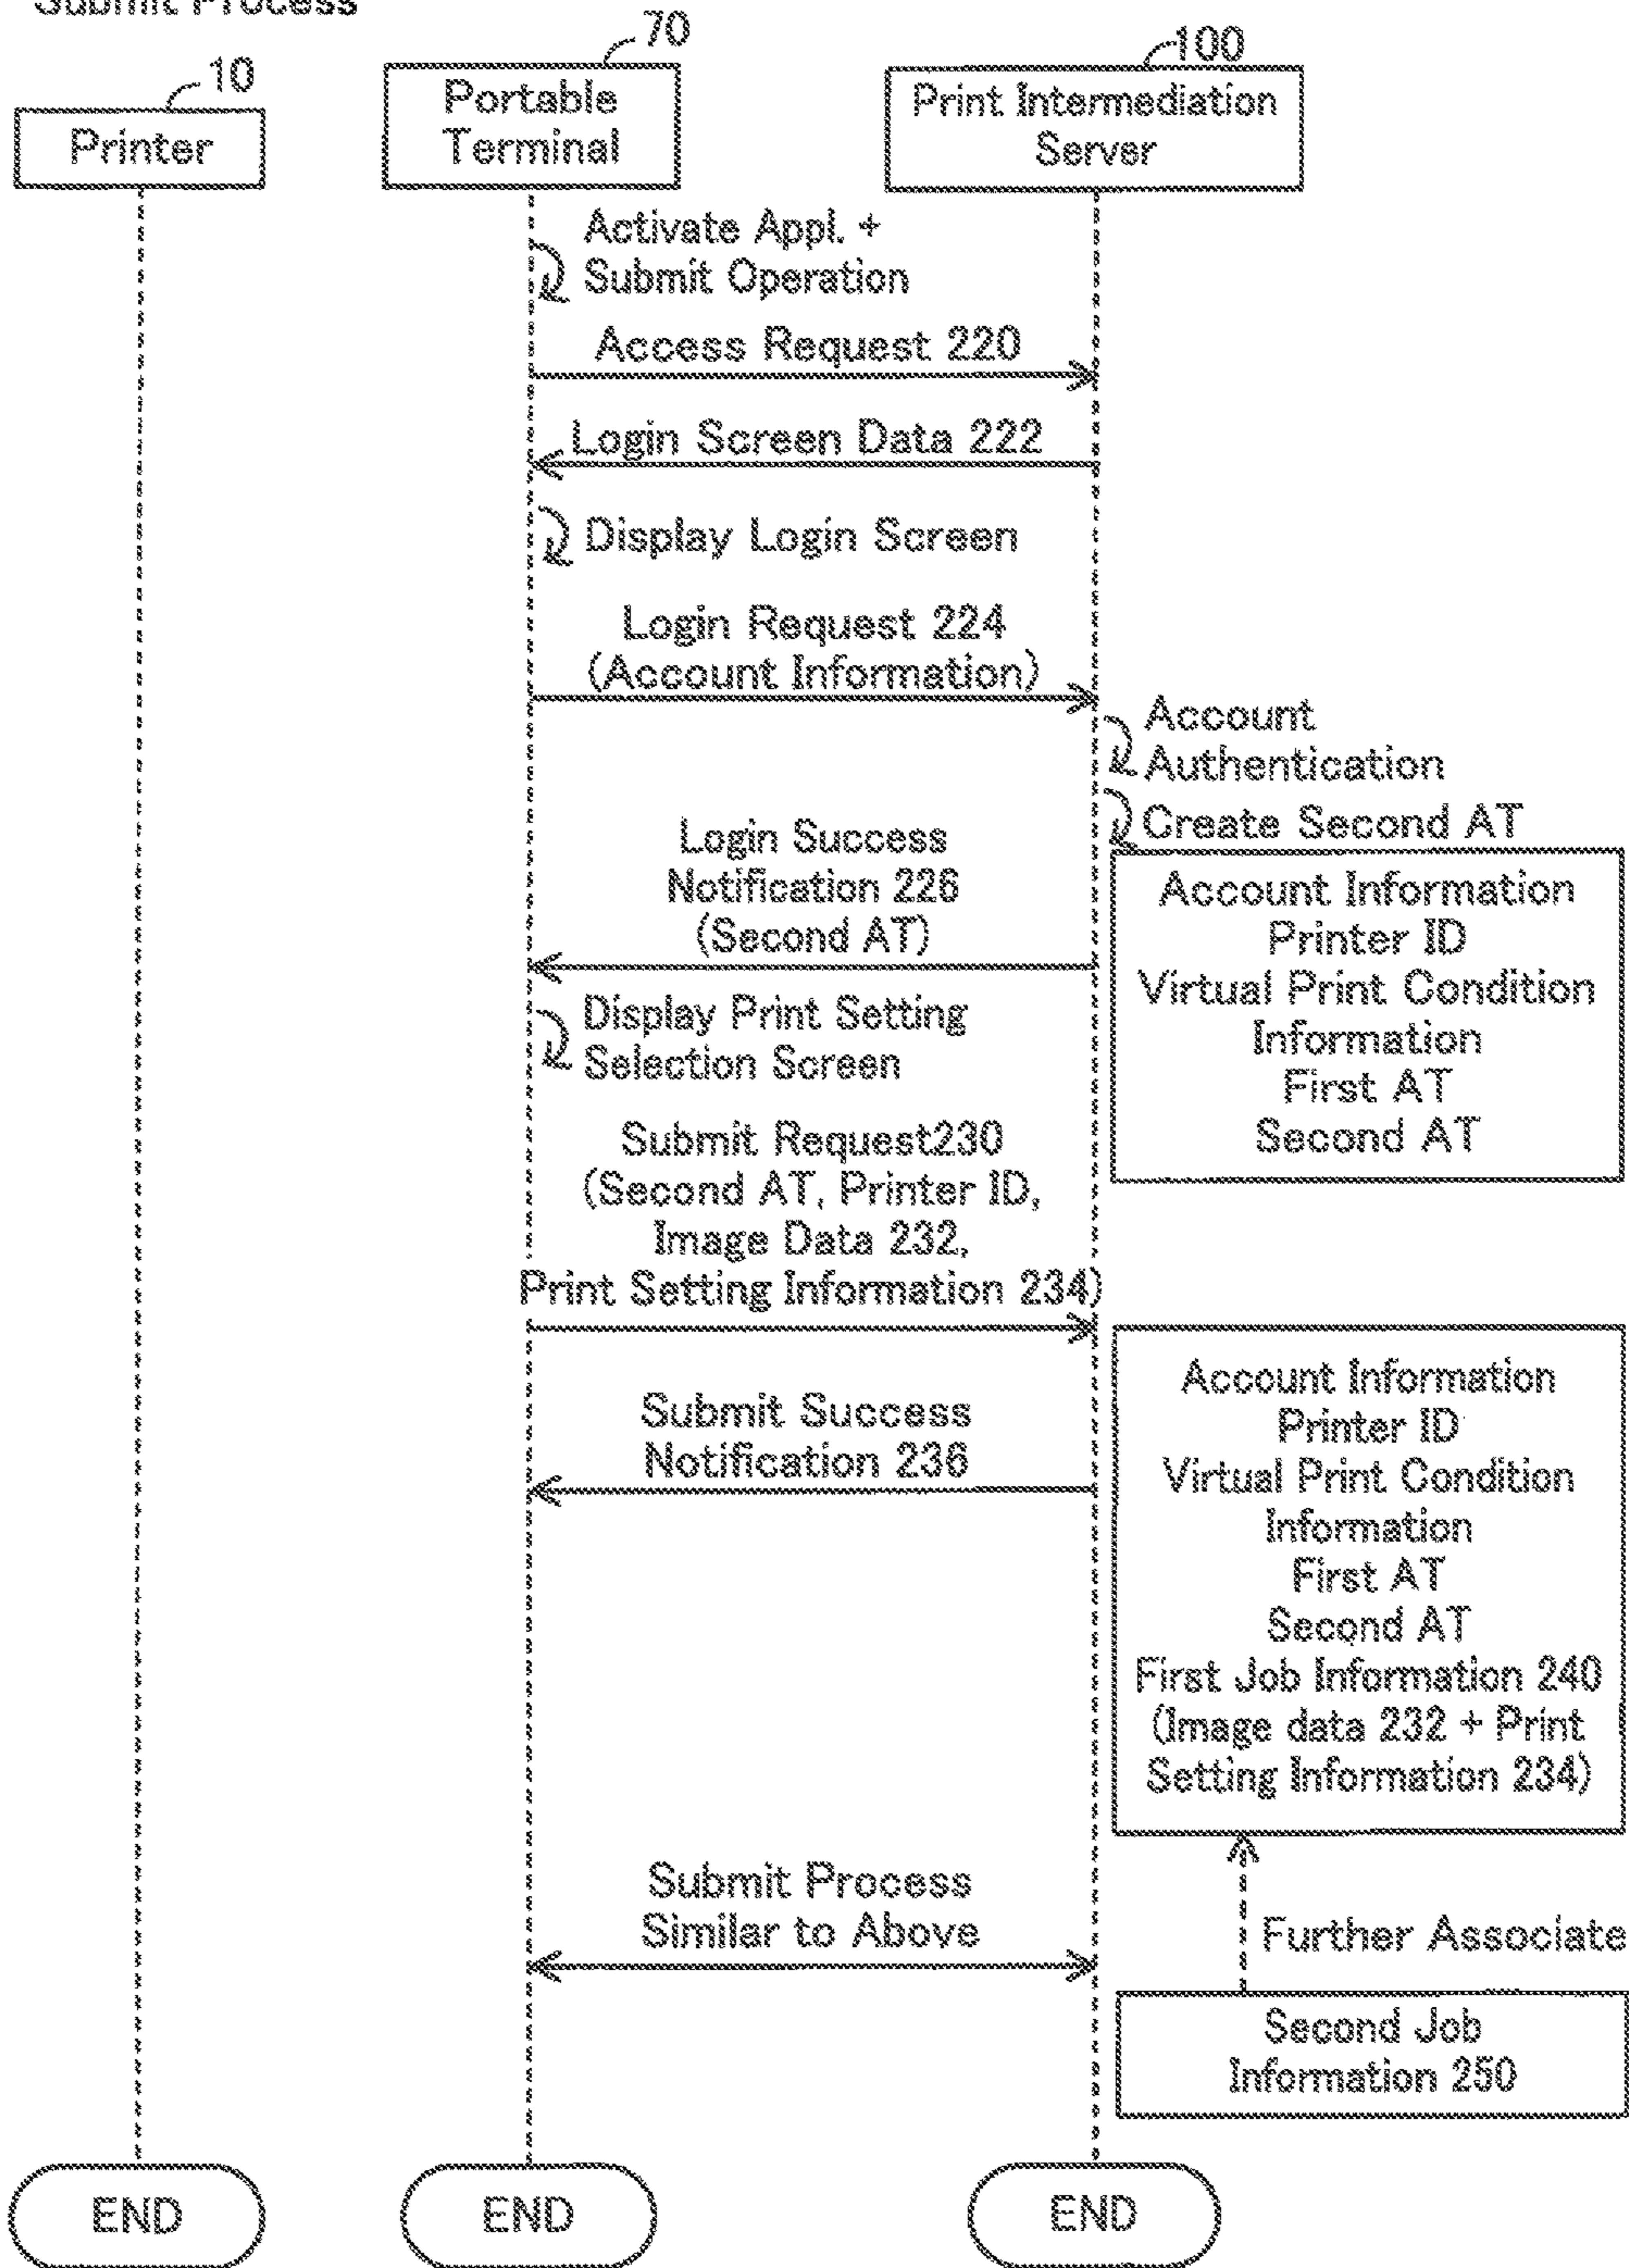 Submit Process
10
70
100
Printer
Portable
Terminal
Print Intermediation
Server
Activate Appl. +
Submit Operation
Access Request 220
Login Screen Data 222
Display Login Screen
Login Request 224
(Account Information)
Account
Authentication
Create Second AT
Login Success
Notification 226
(Second AT)
Account Information
Printer ID
Virtual Print Condition
Information
First AT
Second AT
Display Print Setting
Selection Screen
Submit Request230
(Second AT, Printer ID,
Image Data 232,
Print Setting Information 234)
Submit Success
Notification 236
Account Information
Printer ID
Virtual Print Condition
Information
First AT
Second AT
First Job Information 240
(Image data 232 + Print
Setting Information 234)
Submit Process
Similar to Above
Further Associate
Second Job
Information 250
END
END
END